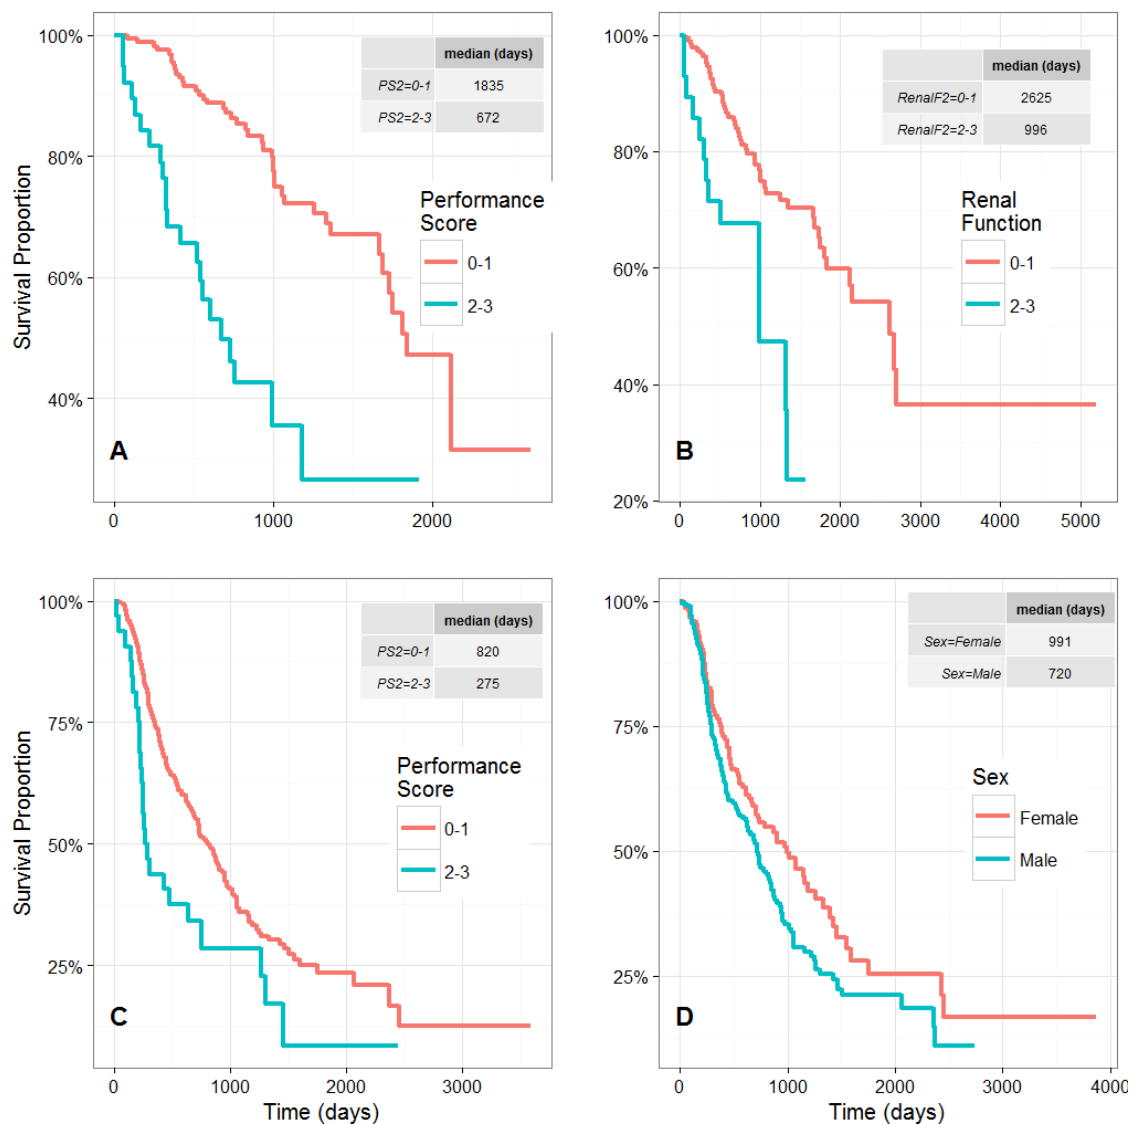 100%
80%
60%
40%
Survival Proportion
median (days)
PS2=0-1 1835
PS2=2-3 672
Performance
Score
0-1
2-3
A
0 1000 2000
100%
80%
60%
40%
20%
median (days)
RenalF2=0-1 2625
RenalF2=2-3 996
Renal
Function
0-1
2-3
B
0 1000 2000 3000 4000 5000
100%
75%
50%
25%
Survival Proportion
median (days)
PS2=0-1 820
PS2=2-3 275
Performance
Score
0-1
2-3
C
0 1000 2000 3000
Time (days)
100%
75%
50%
25%
median (days)
Sex=Female 991
Sex=Male 720
Sex
Female
Male
D
0 1000 2000 3000 4000
Time (days)